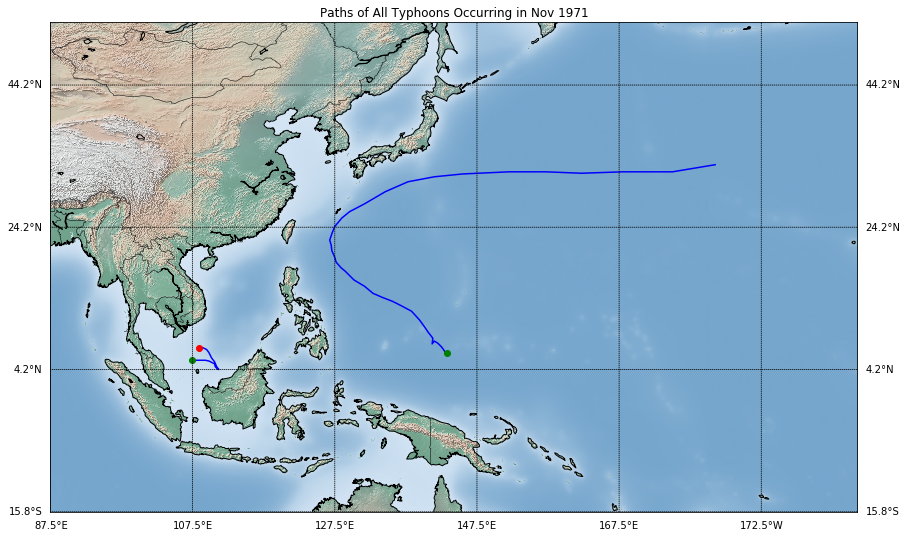 Paths of All Typhoons Occurring in Nov 1971
44.2°N 44.2°N
24.2°N 24.2°N
4.2°N 4.2°N
15.8°S 15.8°S
87.5°E 107.5°E 127.5°E 147.5°E 167.5°E 172.5°W